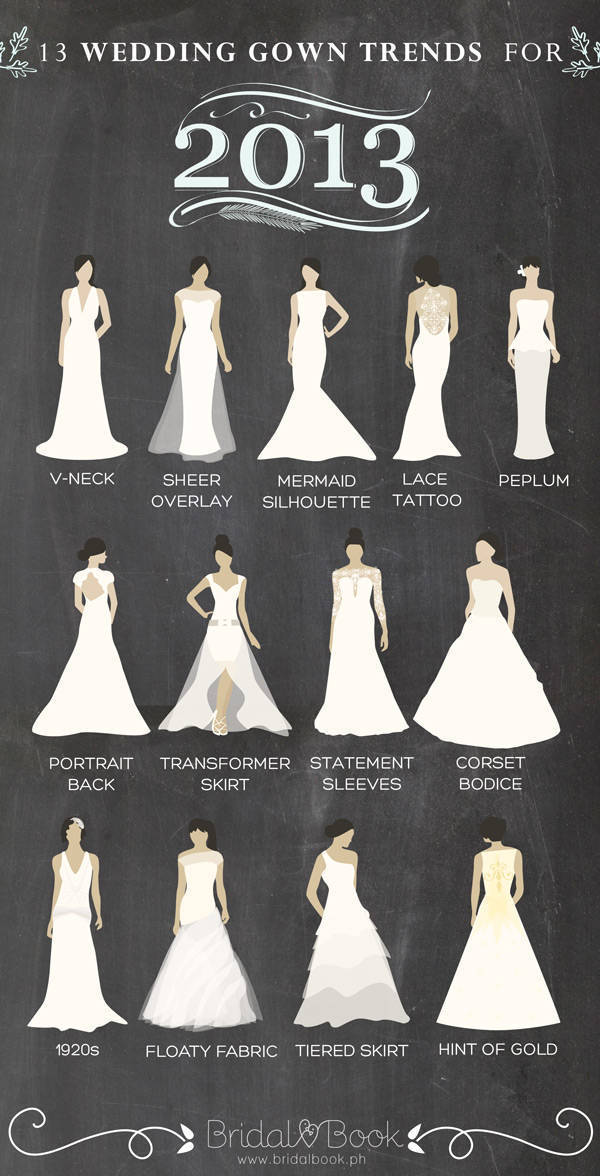 13 WEDDING GOWN TRENDS FOR
2013
V-NECK
SHEER
OVERLAY
MERMAID
SILHOUETTE
LACE
TATTOO
PEPLUM
PORTRAIT
BACK
TRANSFORMER
SKIRT
STATEMENT
SLEEVES
CORSET
BODICE
1920s
FLOATY FABRIC
TIERED SKIRT
HINT OF GOLD
Bridal Book
www.bridalbook.ph